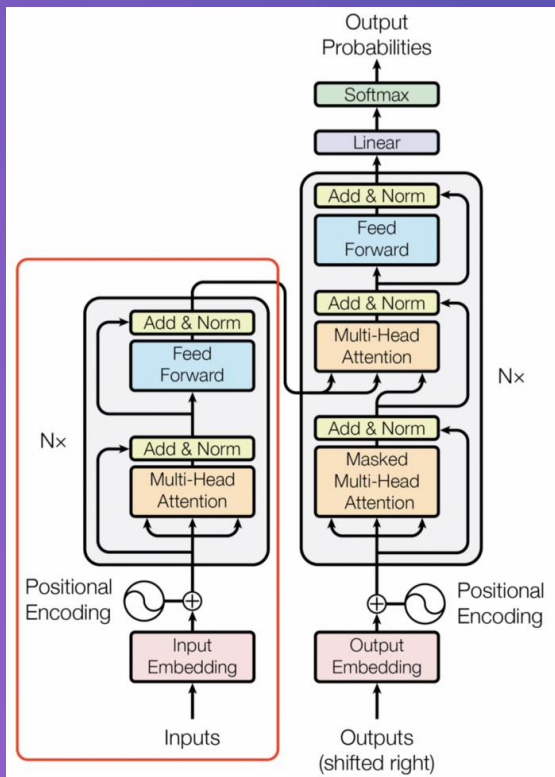 Output
Probabilities
Softmax
Linear
Add & Norm
Feed
Forward
Add & Norm
Multi-Head
Attention
Nx
Add & Norm
Masked
Multi-Head
Attention
Positional
Encoding
Output
Embedding
Outputs
(shifted right)
Add & Norm
Feed
Forward
Nx
Add & Norm
Multi-Head
Attention
Positional
Encoding
Input
Embedding
Inputs